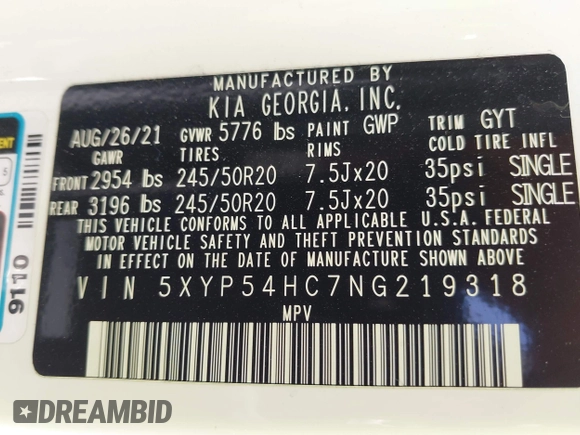 MANUFACTURED BY
KIA GEORGIA, INC.
AUG/26/21 GVWR 5776 lbs PAINT GWP TRIM GYT
GAWR TIRES RIMS COLD TIRE INFL
FRONT 2954 lbs 245/50R20 7.5Jx20 35psi SINGLE
REAR 3196 lbs 245/50R20 7.5Jx20 35psi SINGLE
THIS VEHICLE CONFORMS TO ALL APPLICABLE U.S.A. FEDERAL
MOTOR VEHICLE SAFETY AND THEFT PREVENTION STANDARDS
IN EFFECT ON THE DATE OF MANUFACTURE SHOWN ABOVE
VIN 5XYP54HC7NG219318
MPV
9110
DREAMBID